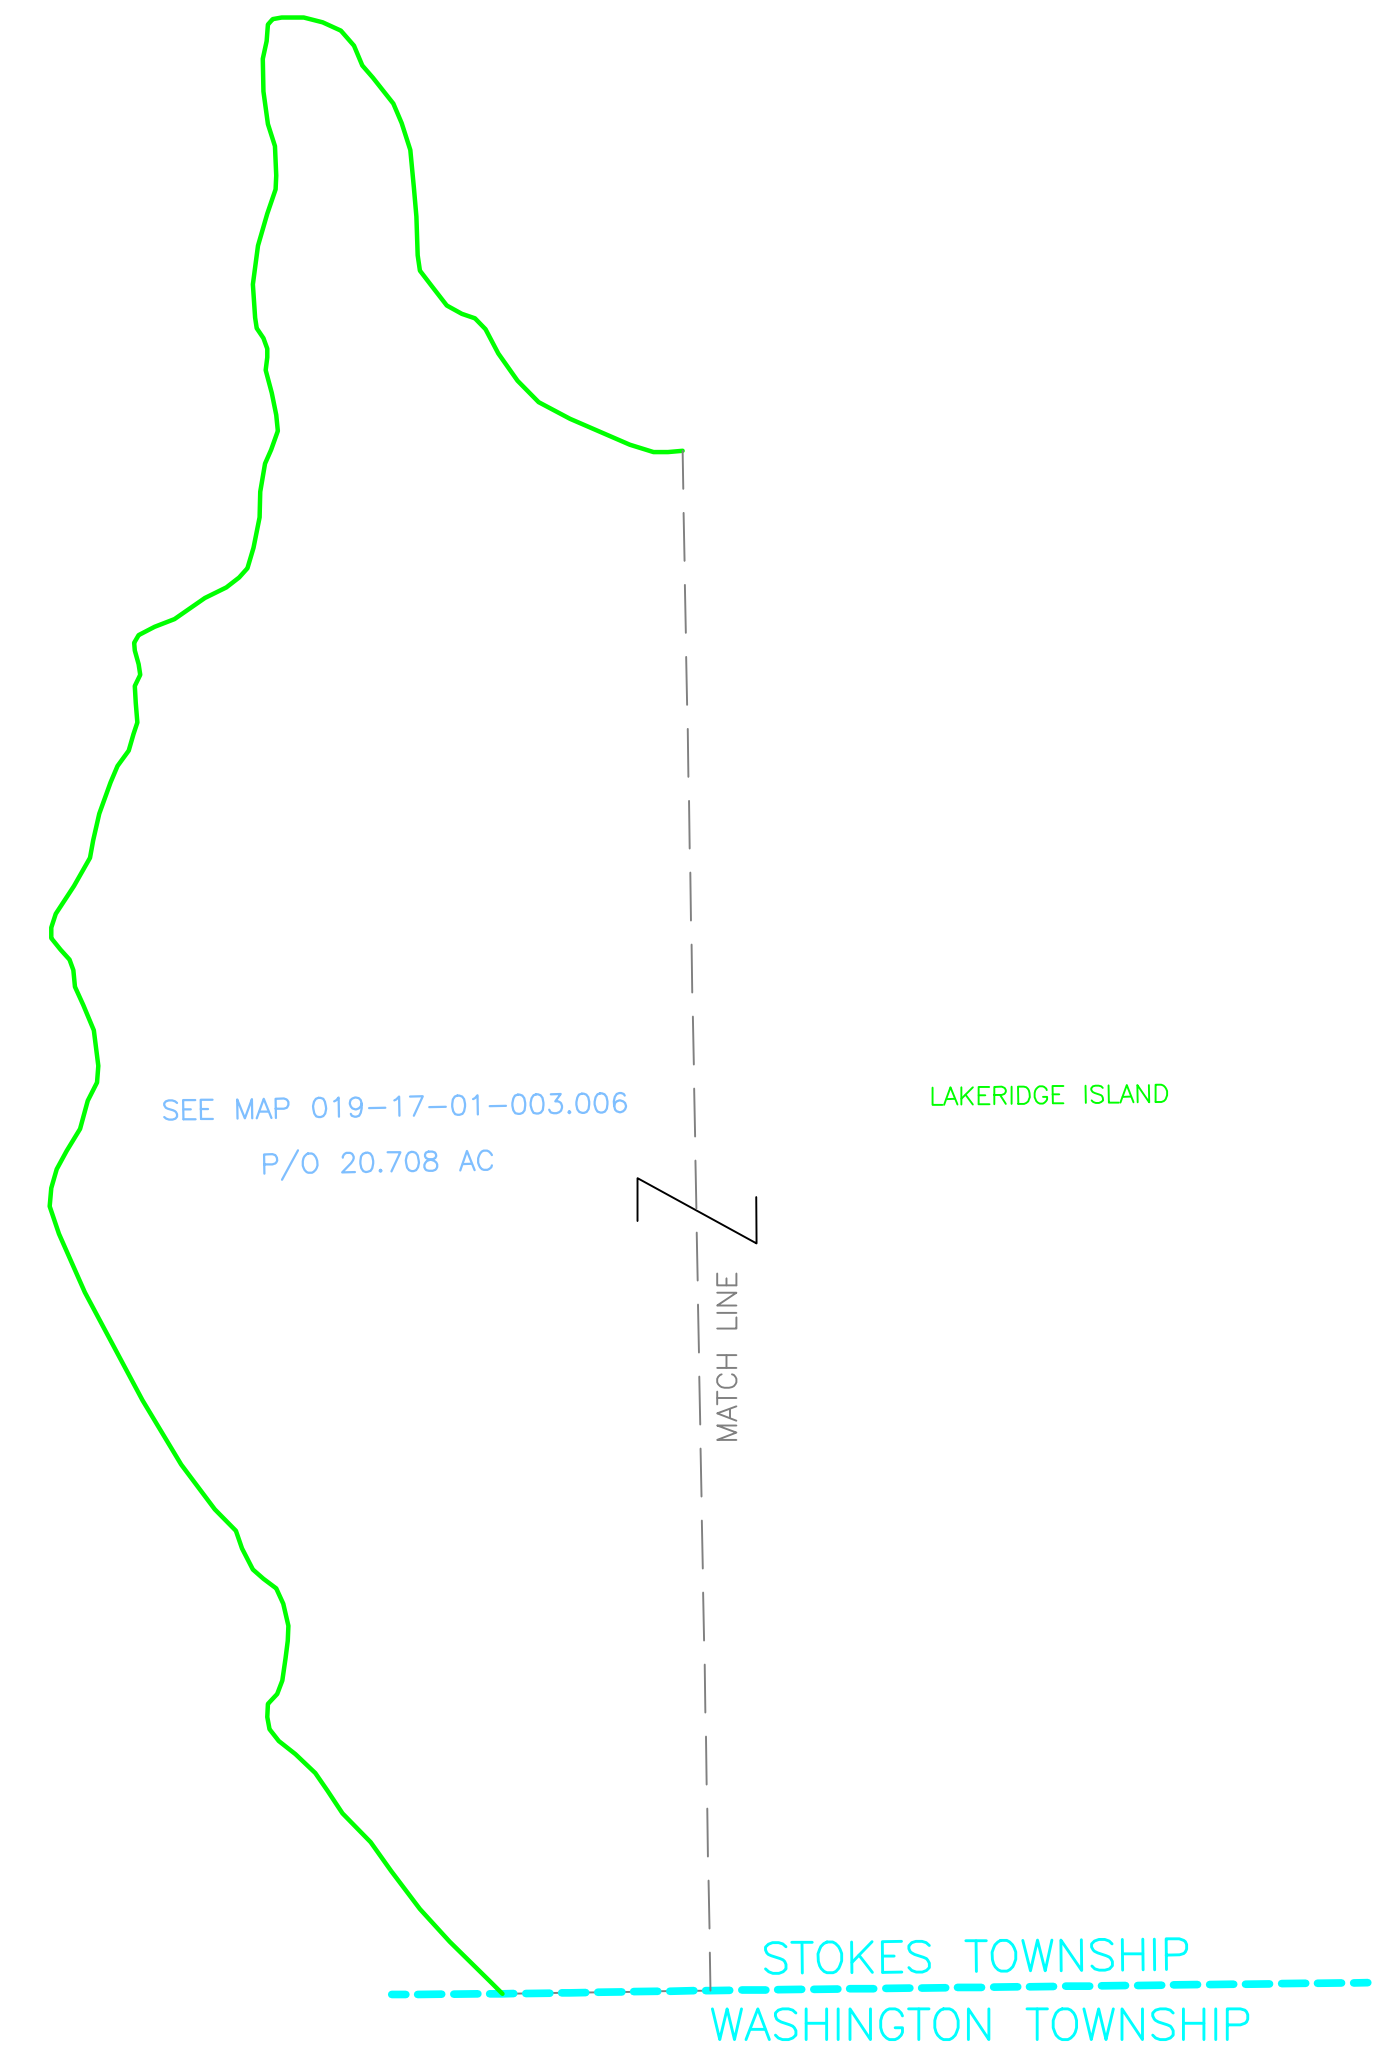 SEE MAP 019-17-01-003.006
P/O 20.708 AC
LAKERIDGE ISLAND
MATCH LINE
STOKES TOWNSHIP
WASHINGTON TOWNSHIP